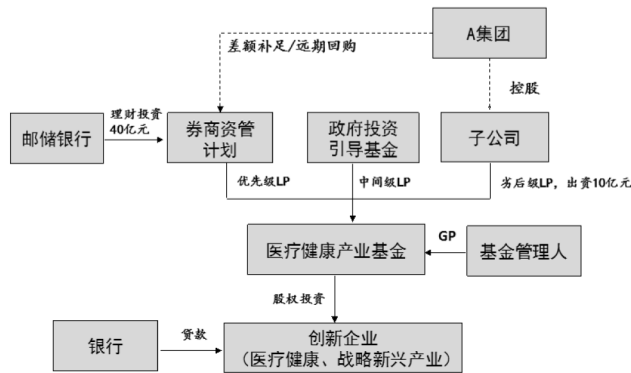 A集团
差额补足/远期回购
控股
理财投资
40亿元
邮储银行
券商资管
计划
政府投资
引导基金
子公司
优先级LP
中间级LP
劣后级LP，出资10亿元
医疗健康产业基金
GP
基金管理人
股权投资
银行
贷款
创新企业
（医疗健康、战略新兴产业）